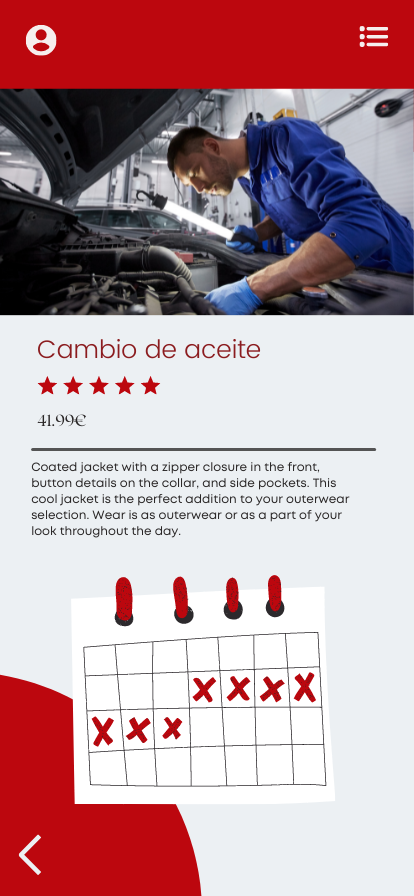 Cambio de aceite
41.99€
Coated jacket with a zipper closure in the front,
button details on the collar, and side pockets. This
cool jacket is the perfect addition to your outerwear
selection. Wear is as outerwear or as a part of your
look throughout the day.